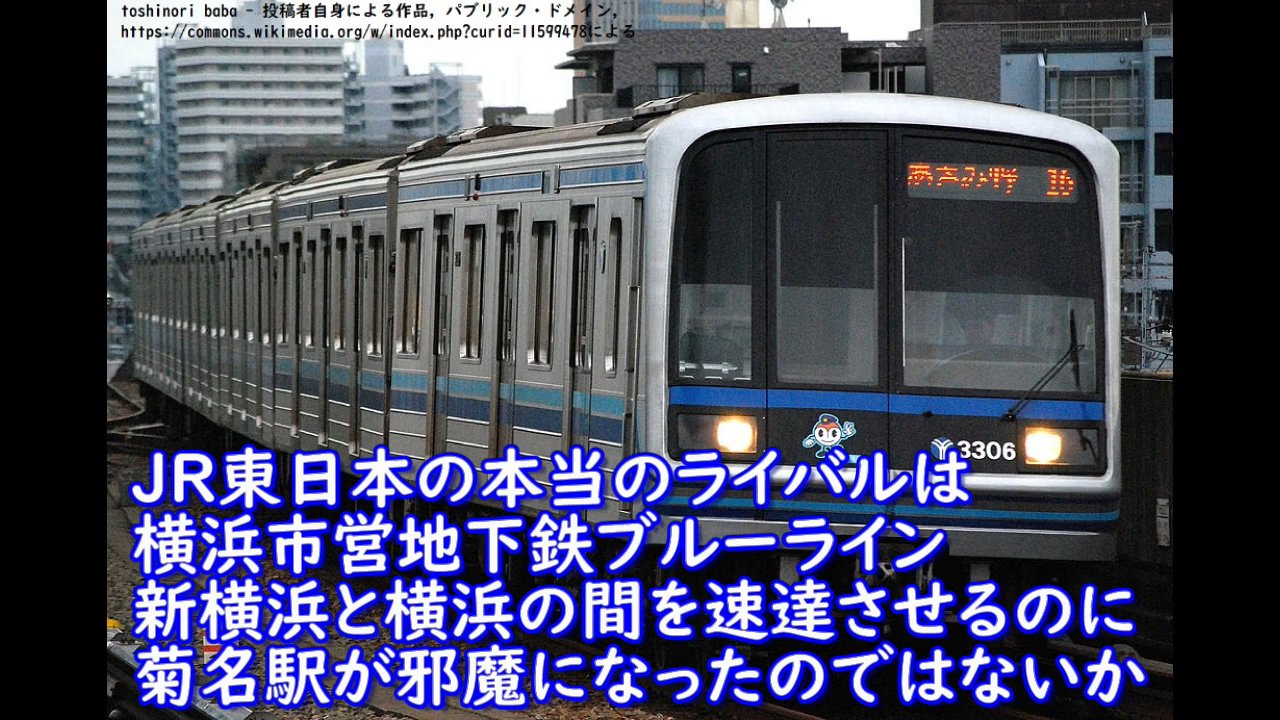 toshinori baba - 投稿者自身による作品, パブリック・ドメイン,
https://commons.wikimedia.org/w/index.php?curid=11599478による
あざみ野 16
3306
JR東日本の本当のライバルは
横浜市営地下鉄ブルーライン
新横浜と横浜の間を速達させるのに
菊名駅が邪魔になったのではないか